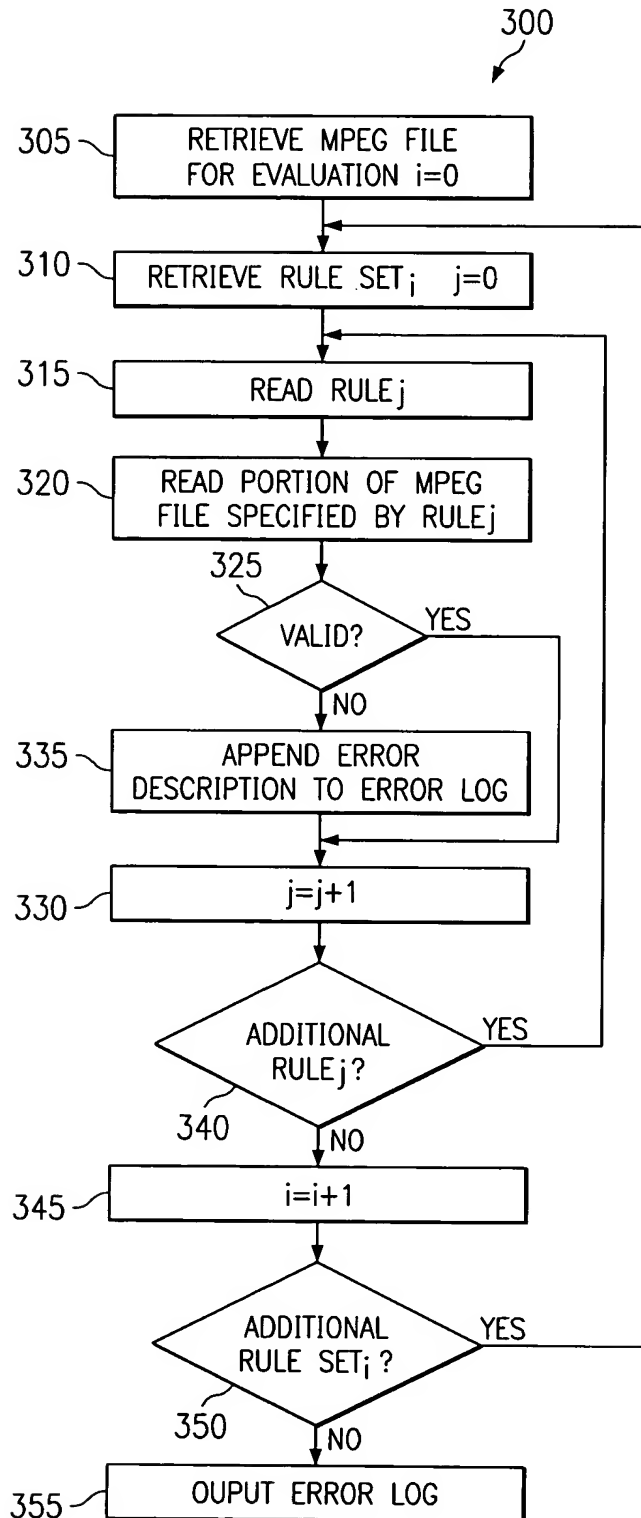 300
305
RETRIEVE MPEG FILE
FOR EVALUATION i=0
310
RETRIEVE RULE SETi j=0
315
READ RULEj
320
READ PORTION OF MPEG
FILE SPECIFIED BY RULEj
325
VALID?
YES
NO
335
APPEND ERROR
DESCRIPTION TO ERROR LOG
330
j=j+1
ADDITIONAL
RULEj?
YES
340
NO
345
i=i+1
ADDITIONAL
RULE SETi?
YES
350
NO
355
OUPUT ERROR LOG